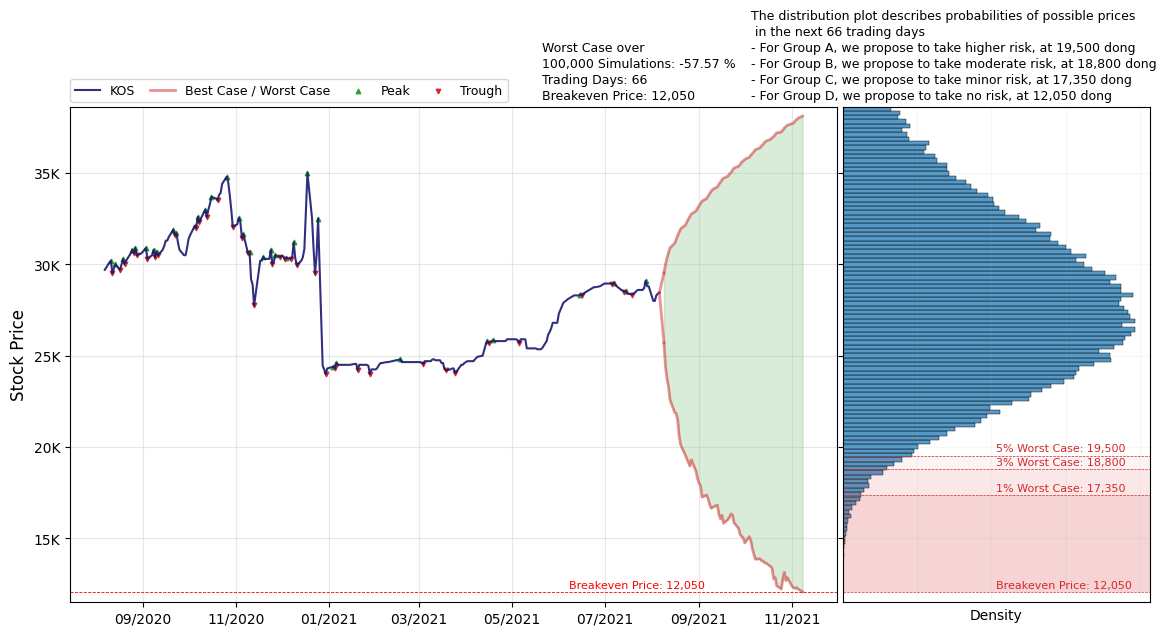 The distribution plot describes probabilities of possible prices
in the next 66 trading days
- For Group A, we propose to take higher risk, at 19,500 dong
- For Group B, we propose to take moderate risk, at 18,800 dong
- For Group C, we propose to take minor risk, at 17,350 dong
- For Group D, we propose to take no risk, at 12,050 dong
Worst Case over
100,000 Simulations: -57.57 %
Trading Days: 66
Breakeven Price: 12,050
KOS Best Case / Worst Case Peak Trough
Stock Price
35K
30K
25K
20K
15K
Breakeven Price: 12,050
09/2020 11/2020 01/2021 03/2021 05/2021 07/2021 09/2021 11/2021
5% Worst Case: 19,500
3% Worst Case: 18,800
1% Worst Case: 17,350
Breakeven Price: 12,050
Density